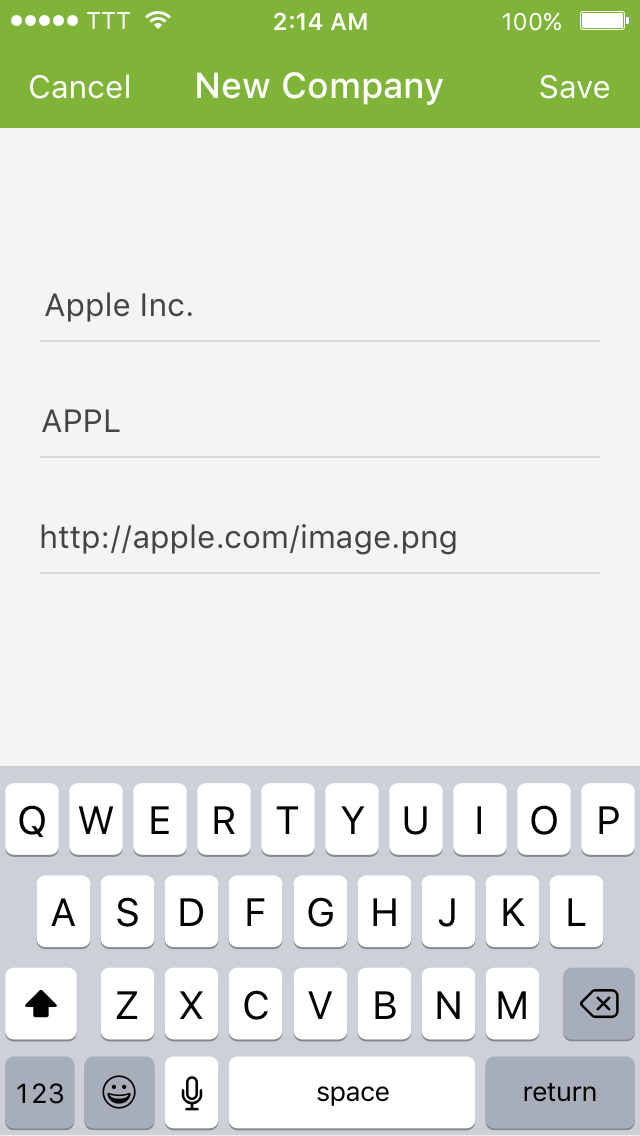 TTT 2:14 AM 100%
Cancel New Company Save
Apple Inc.
APPL
http://apple.com/image.png
Q W E R T Y U I O P
A S D F G H J K L
Z X C V B N M
123 space return